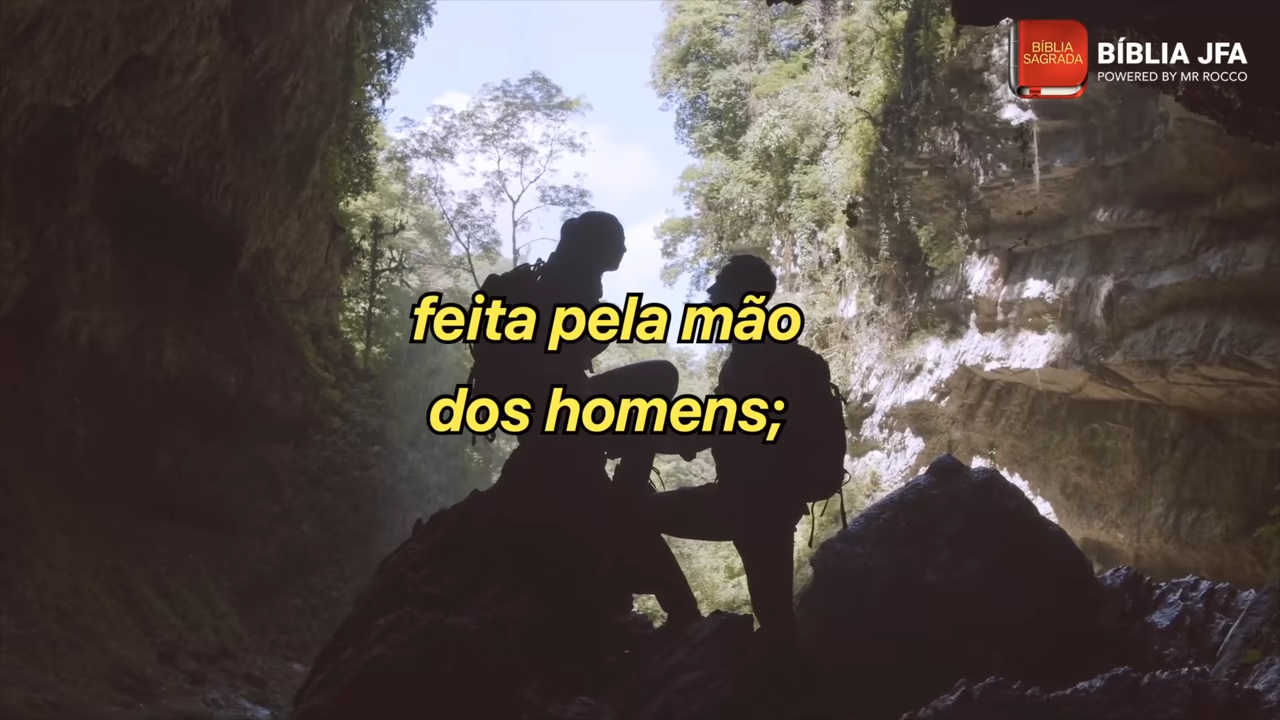 BÍBLIA
SAGRADA
BÍBLIA JFA
POWERED BY MR ROCCO
feita pela mão
dos homens;